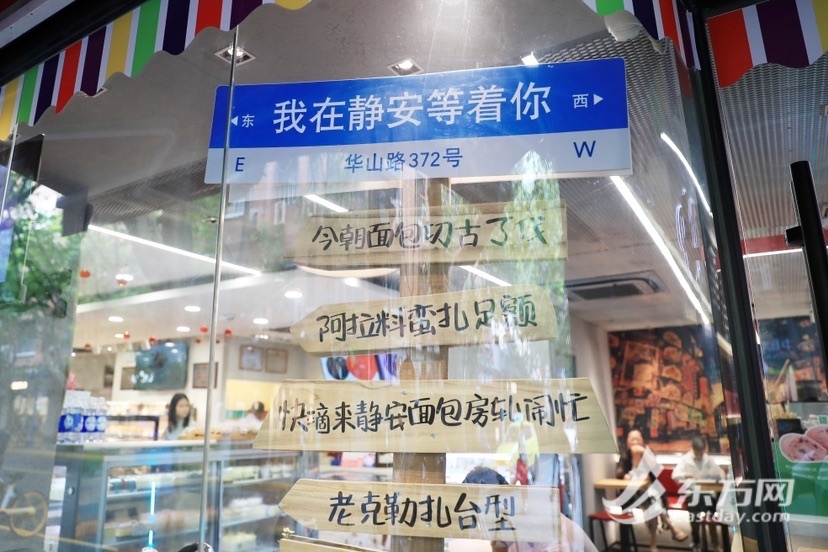 东 我在静安等着你 西
E 华山路372号 W
今朝面包切古了伐
阿拉料蛮扎足额
快嘀来静安面包房轧闹忙
老克勒扎台型
东方网
eastday.com